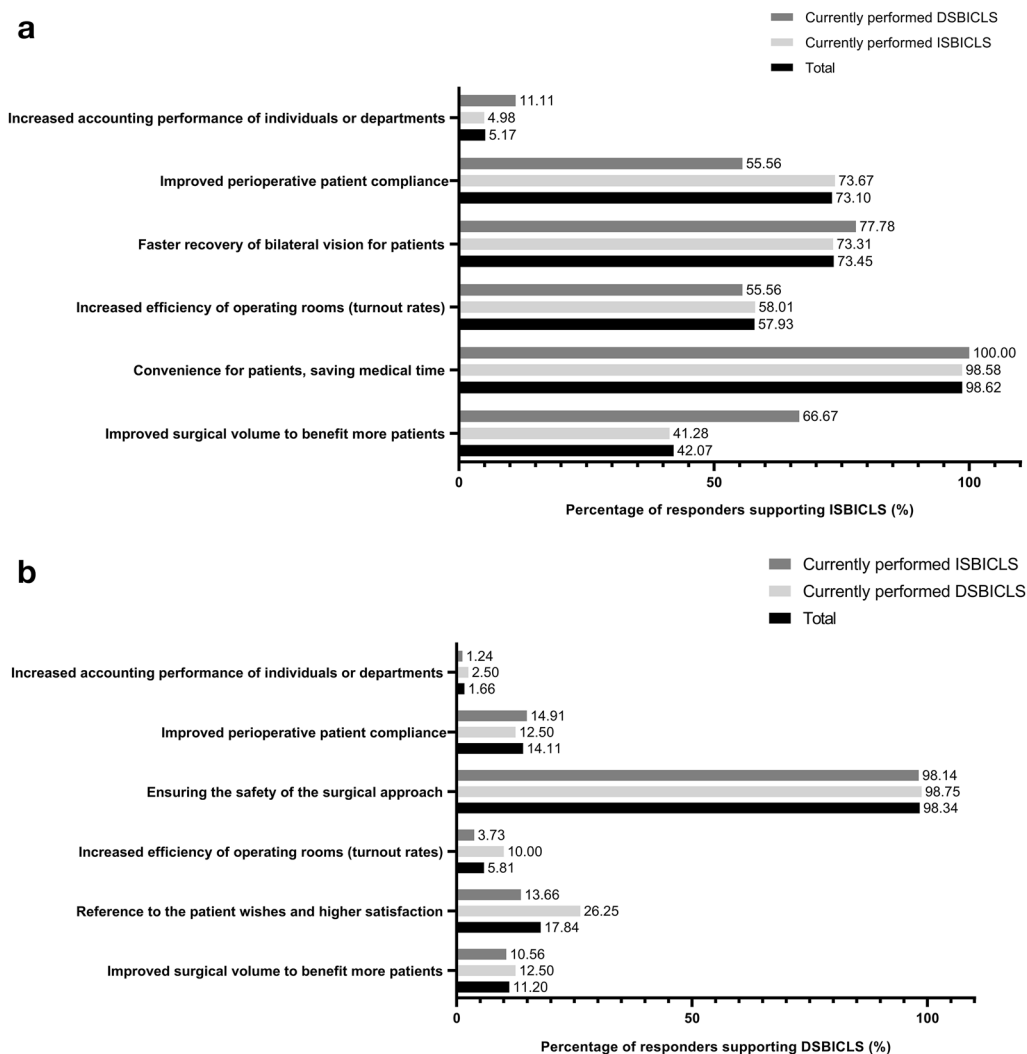 a
Currently performed DSBICLS
Currently performed ISBICLS
Total
Increased accounting performance of individuals or departments
11.11
4.98
5.17
Improved perioperative patient compliance
55.56
73.67
73.10
Faster recovery of bilateral vision for patients
77.78
73.31
73.45
Increased efficiency of operating rooms (turnout rates)
55.56
58.01
57.93
Convenience for patients, saving medical time
100.00
98.58
98.62
Improved surgical volume to benefit more patients
66.67
41.28
42.07
0 50 100
Percentage of responders supporting ISBICLS (%)
b
Currently performed ISBICLS
Currently performed DSBICLS
Total
Increased accounting performance of individuals or departments
1.24
2.50
1.66
Improved perioperative patient compliance
14.91
12.50
14.11
Ensuring the safety of the surgical approach
98.14
98.75
98.34
Increased efficiency of operating rooms (turnout rates)
3.73
10.00
5.81
Reference to the patient wishes and higher satisfaction
13.66
26.25
17.84
Improved surgical volume to benefit more patients
10.56
12.50
11.20
0 50 100
Percentage of responders supporting DSBICLS (%)